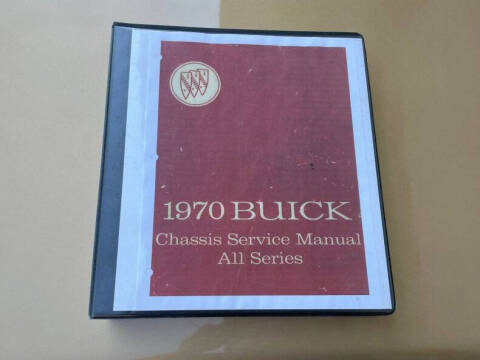 1970 BUICK
Chassis Service Manual
All Series